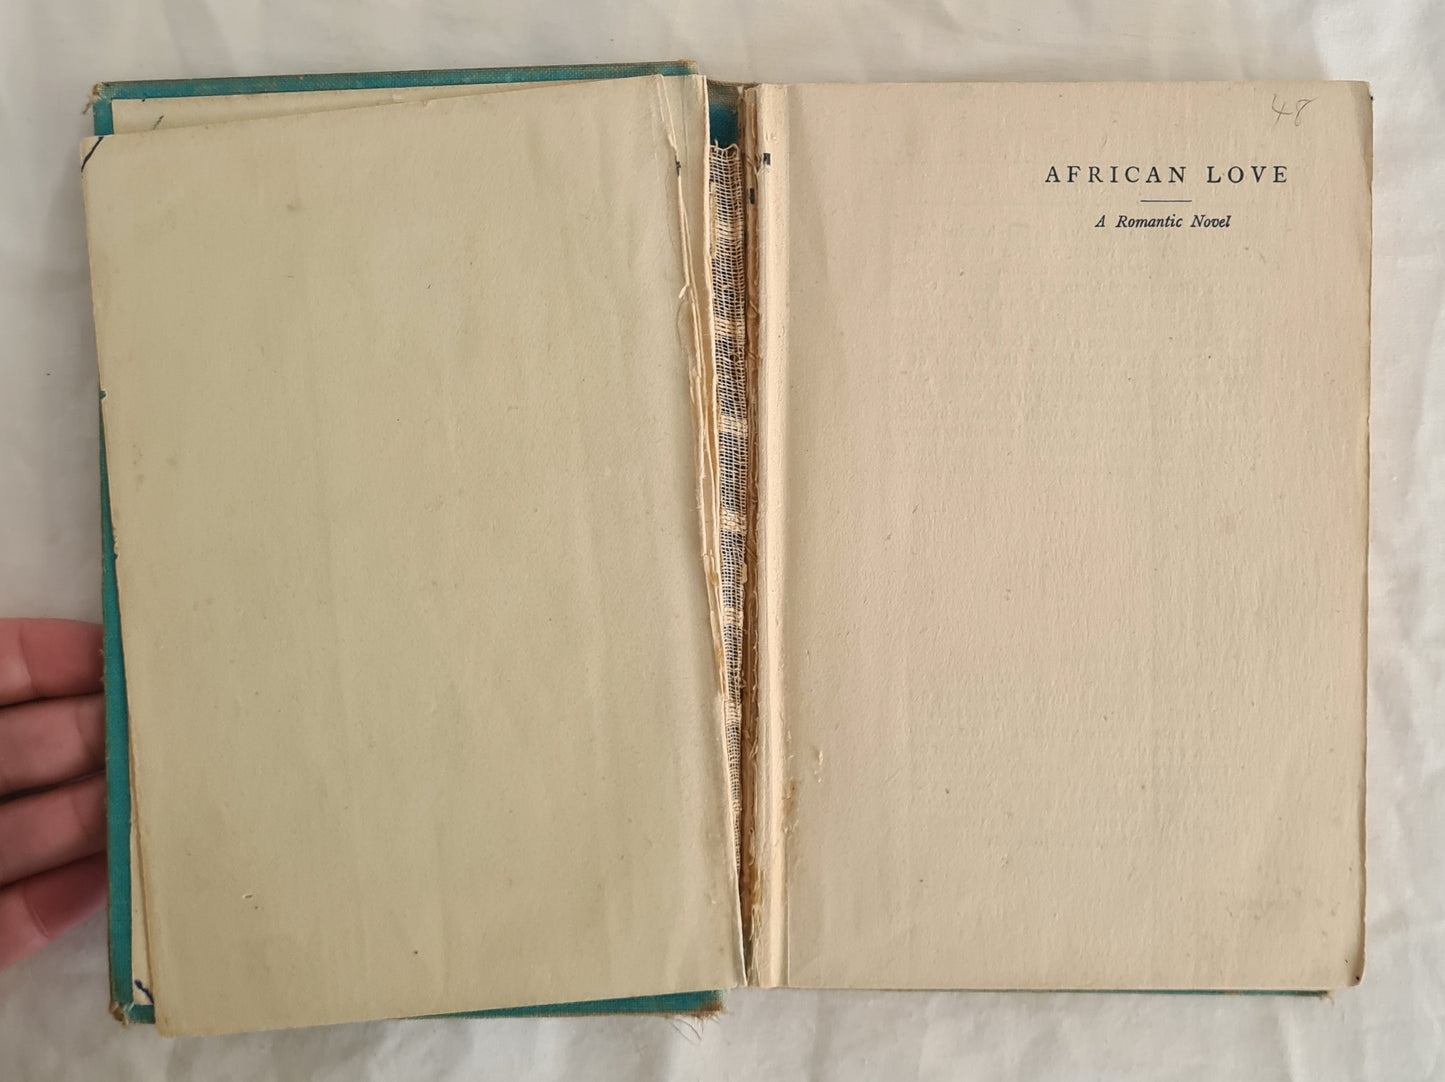 48
AFRICAN LOVE
A Romantic Novel